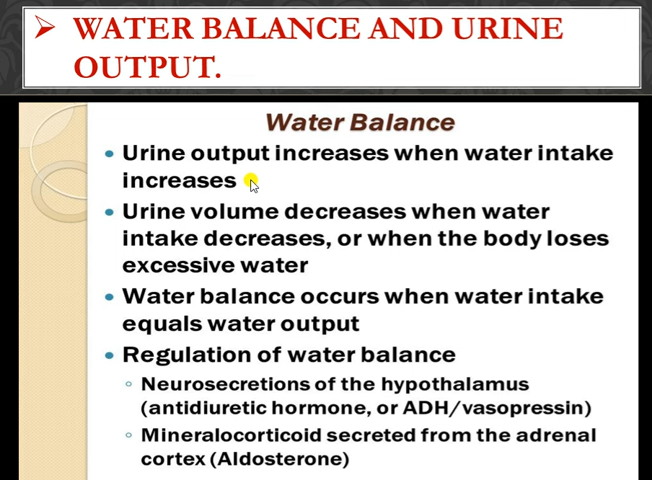 ➢ WATER BALANCE AND URINE
OUTPUT.
Water Balance
• Urine output increases when water intake
increases
• Urine volume decreases when water
intake decreases, or when the body loses
excessive water
• Water balance occurs when water intake
equals water output
• Regulation of water balance
◦ Neurosecretions of the hypothalamus
(antidiuretic hormone, or ADH/vasopressin)
◦ Mineralocorticoid secreted from the adrenal
cortex (Aldosterone)